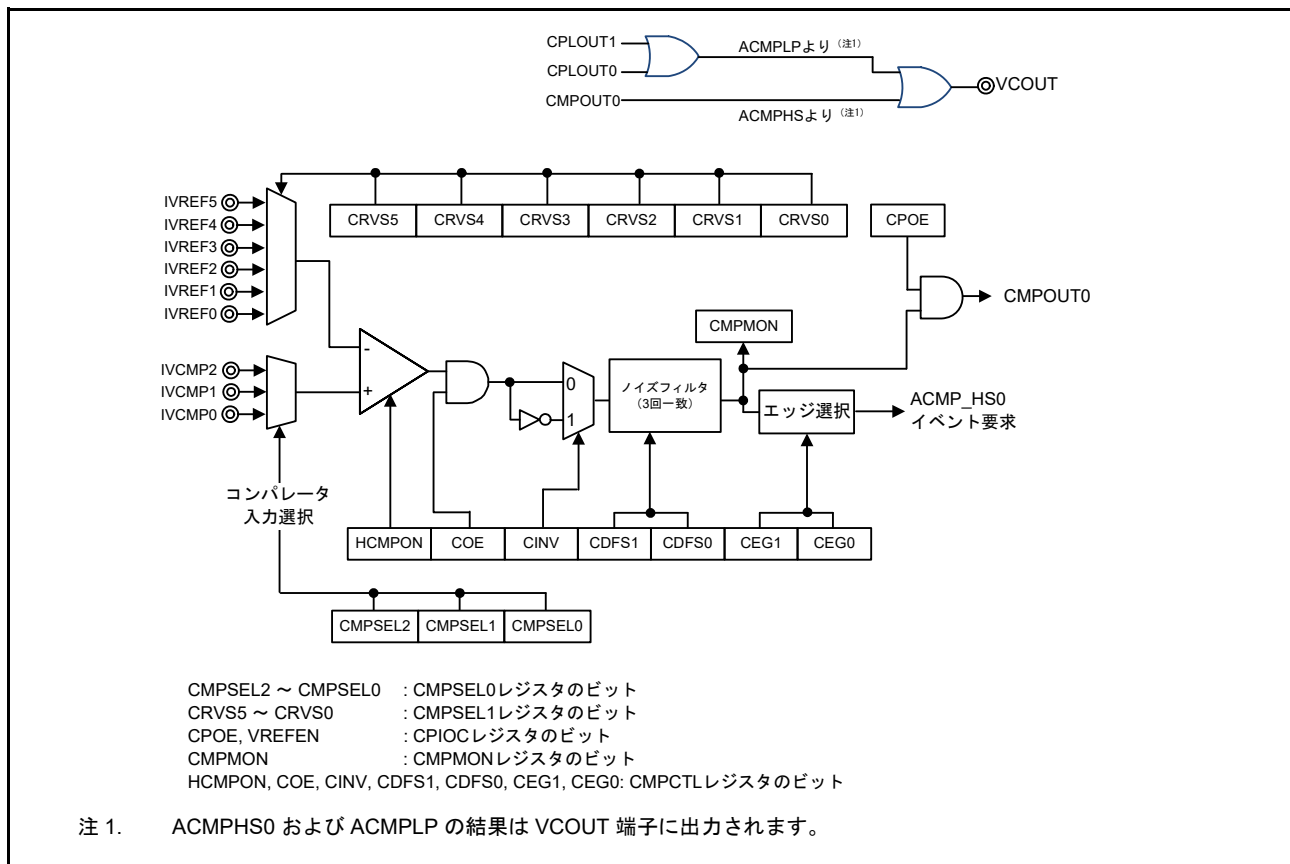 CPLOUT1
ACMPLPより (注1)
CPLOUT0
VCOUT
CMPOUT0
ACMPHSより (注1)
IVREF5
IVREF4
IVREF3
IVREF2
IVREF1
IVREF0
CRVS5 CRVS4 CRVS3 CRVS2 CRVS1 CRVS0
CPOE
CMPOUT0
CMPMON
IVCMP2
IVCMP1
IVCMP0
-
+
0
1
ノイズフィルタ
(3回一致)
エッジ選択
ACMP_HS0
イベント要求
コンパレータ
入力選択
HCMPON COE CINV CDFS1 CDFS0 CEG1 CEG0
CMPSEL2 CMPSEL1 CMPSEL0
CMPSEL2 ~ CMPSEL0 : CMPSEL0レジスタのビット
CRVS5 ~ CRVS0 : CMPSEL1レジスタのビット
CPOE, VREFEN : CPIOCレジスタのビット
CMPMON : CMPMONレジスタのビット
HCMPON, COE, CINV, CDFS1, CDFS0, CEG1, CEG0: CMPCTLレジスタのビット
注 1. ACMPHS0 および ACMPLP の結果は VCOUT 端子に出力されます。